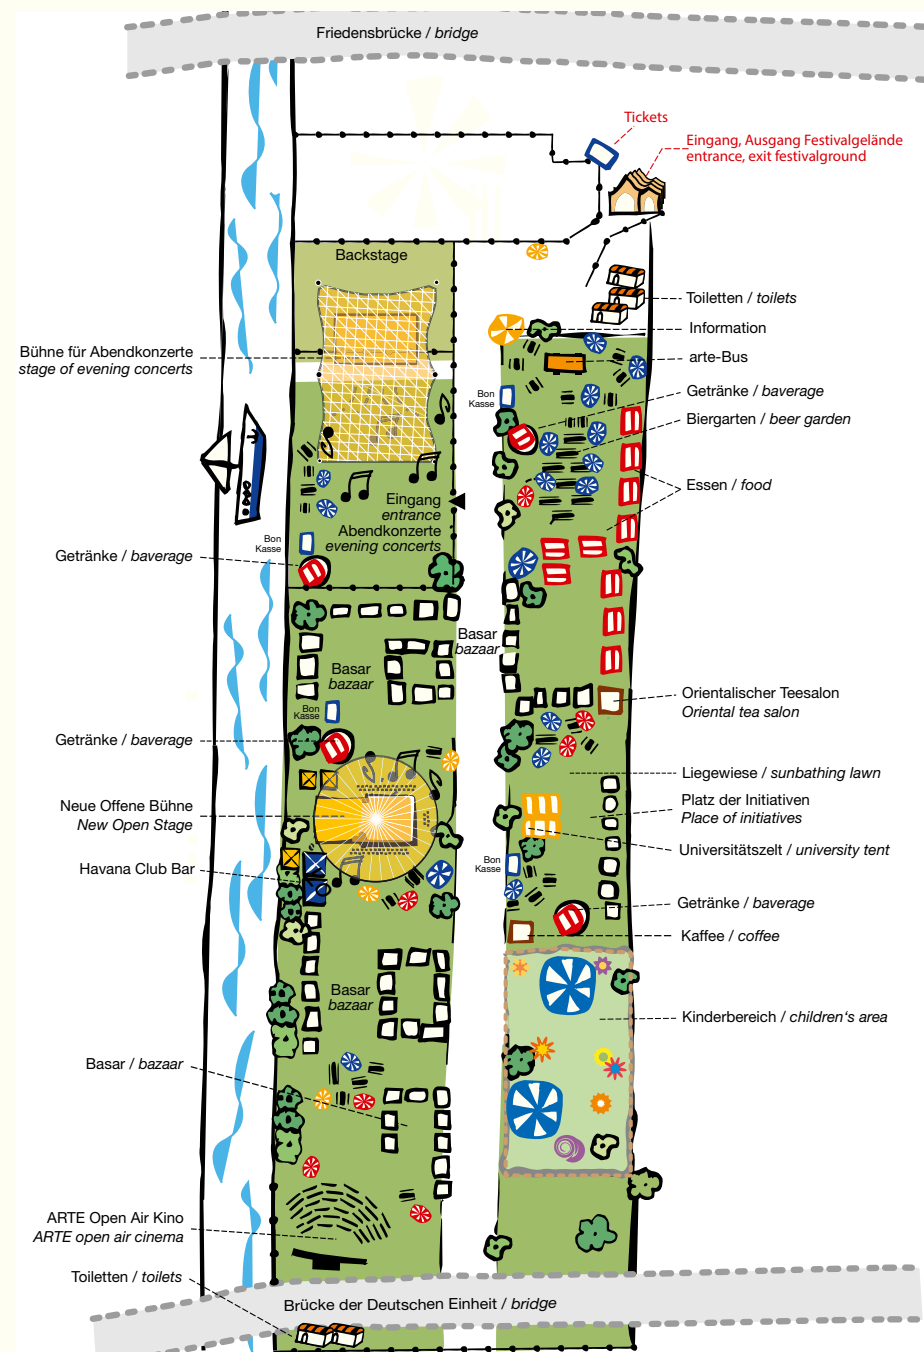 Friedensbrücke / bridge
Tickets
Eingang, Ausgang Festivalgelände
entrance, exit festivalground
Backstage
Toiletten / toilets
Information
Bühne für Abendkonzerte
stage of evening concerts
arte-Bus
Bon
Kasse
Getränke / baverage
Biergarten / beer garden
Essen / food
Eingang
entrance
Abendkonzerte
evening concerts
Bon
Kasse
Getränke / baverage
Basar
bazaar
Basar
bazaar
Orientalischer Teesalon
Oriental tea salon
Bon
Kasse
Getränke / baverage
Liegewiese / sunbathing lawn
Neue Offene Bühne
New Open Stage
Platz der Initiativen
Place of initiatives
Universitätszelt / university tent
Bon
Kasse
Havana Club Bar
Getränke / baverage
Kaffee / coffee
Basar
bazaar
Kinderbereich / children‘s area
Basar / bazaar
ARTE Open Air Kino
ARTE open air cinema
Toiletten / toilets
Brücke der Deutschen Einheit / bridge